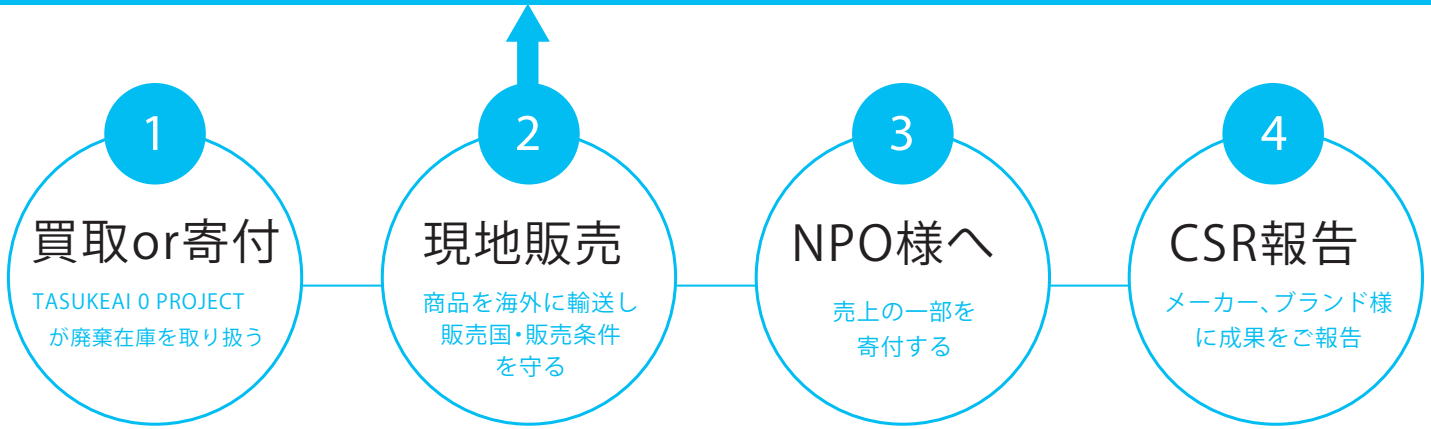 1
買取or寄付
TASUKEAI 0 PROJECT
が廃棄在庫を取り扱う
2
現地販売
商品を海外に輸送し
販売国・販売条件
を守る
3
NPO様へ
売上の一部を
寄付する
4
CSR報告
メーカー、ブランド様
に成果をご報告